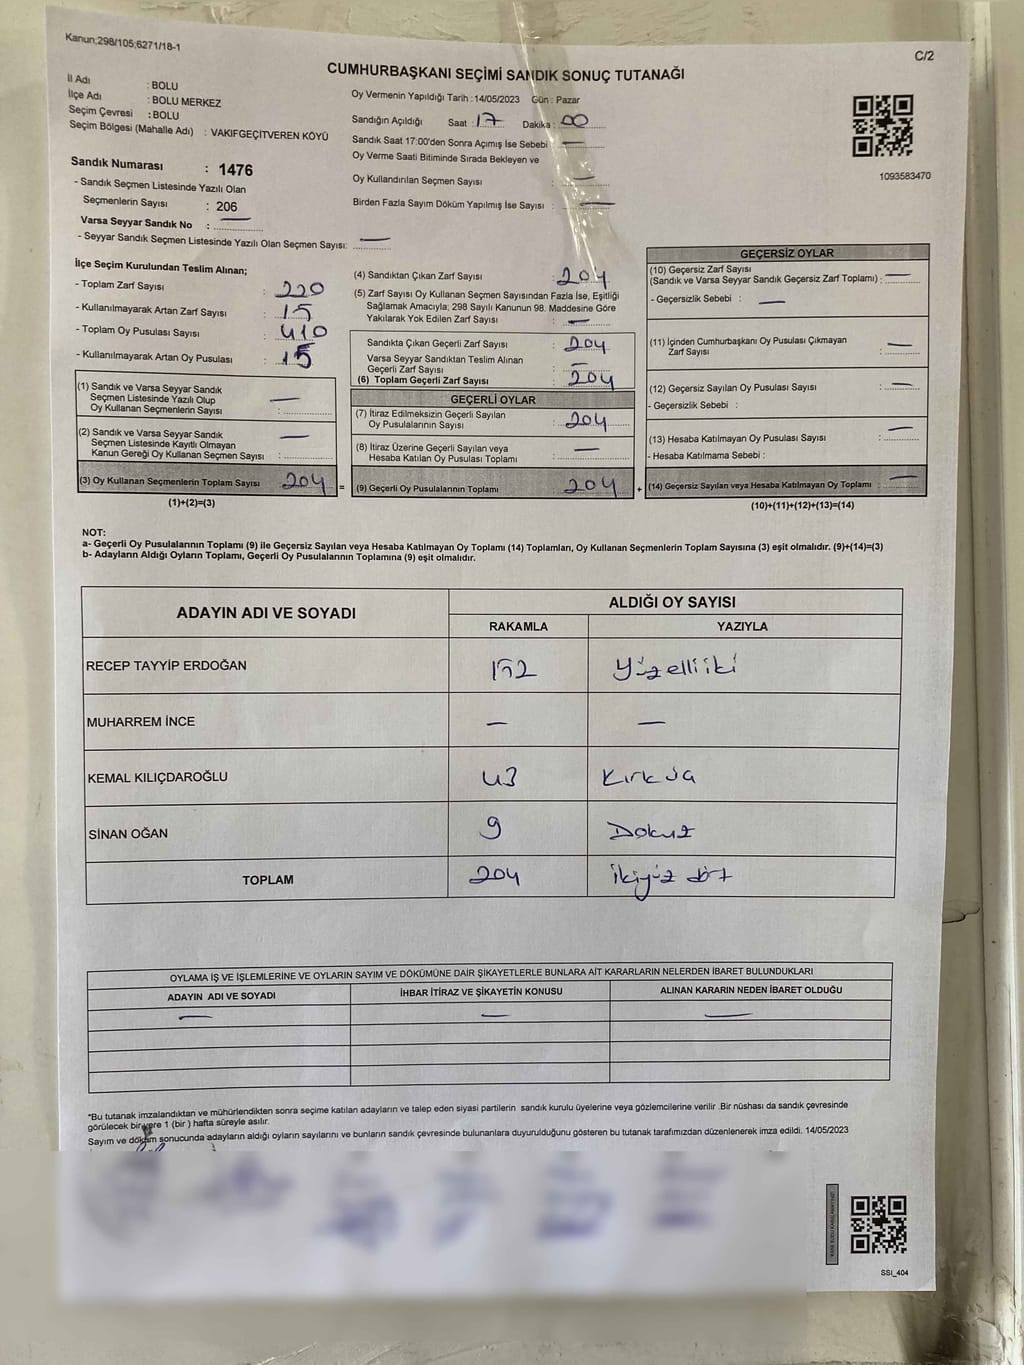 Kanun;298/105;6271/18-1
C/2
CUMHURBAŞKANI SEÇİMİ SANDIK SONUÇ TUTANAĞI
İl Adı : BOLU
İlçe Adı : BOLU MERKEZ
Seçim Çevresi : BOLU
Seçim Bölgesi (Mahalle Adı) : VAKIFGEÇİTVEREN KÖYÜ
Sandık Numarası : 1476
- Sandık Seçmen Listesinde Yazılı Olan
Seçmenlerin Sayısı : 206
Varsa Seyyar Sandık No : —
- Seyyar Sandık Seçmen Listesinde Yazılı Olan Seçmen Sayısı: —
Oy Vermenin Yapıldığı Tarih : 14/05/2023 Gün : Pazar
Sandığın Açıldığı Saat : 17 Dakika : 00
Sandık Saat 17:00'den Sonra Açımış İse Sebebi : —
Oy Verme Saati Bitiminde Sırada Bekleyen ve
Oy Kullandırılan Seçmen Sayısı : —
Birden Fazla Sayım Döküm Yapılmış İse Sayısı : —
1093583470
İlçe Seçim Kurulundan Teslim Alınan;
- Toplam Zarf Sayısı : 220
- Kullanılmayarak Artan Zarf Sayısı : 15
- Toplam Oy Pusulası Sayısı : 410
- Kullanılmayarak Artan Oy Pusulası : 15
(1) Sandık ve Varsa Seyyar Sandık
Seçmen Listesinde Yazılı Olup
Oy Kullanan Seçmenlerin Sayısı : —
(2) Sandık ve Varsa Seyyar Sandık
Seçmen Listesinde Kayıtlı Olmayan
Kanun Gereği Oy Kullanan Seçmen Sayısı : —
(3) Oy Kullanan Seçmenlerin Toplam Sayısı : 204 =
(1)+(2)=(3)
(4) Sandıktan Çıkan Zarf Sayısı : 204
(5) Zarf Sayısı Oy Kullanan Seçmen Sayısından Fazla İse, Eşitliği
Sağlamak Amacıyla; 298 Sayılı Kanunun 98. Maddesine Göre
Yakılarak Yok Edilen Zarf Sayısı : —
Sandıkta Çıkan Geçerli Zarf Sayısı : 204
Varsa Seyyar Sandıktan Teslim Alınan
Geçerli Zarf Sayısı : —
(6) Toplam Geçerli Zarf Sayısı : 204
GEÇERLİ OYLAR
(7) İtiraz Edilmeksizin Geçerli Sayılan
Oy Pusulalarının Sayısı : 204
(8) İtiraz Üzerine Geçerli Sayılan veya
Hesaba Katılan Oy Pusulası Toplamı : —
(9) Geçerli Oy Pusulalarının Toplamı : 204 +
GEÇERSİZ OYLAR
(10) Geçersiz Zarf Sayısı
(Sandık ve Varsa Seyyar Sandık Geçersiz Zarf Toplamı) : —
- Geçersizlik Sebebi : —
(11) İçinden Cumhurbaşkanı Oy Pusulası Çıkmayan
Zarf Sayısı : —
(12) Geçersiz Sayılan Oy Pusulası Sayısı : —
- Geçersizlik Sebebi :
(13) Hesaba Katılmayan Oy Pusulası Sayısı : —
- Hesaba Katılmama Sebebi :
(14) Geçersiz Sayılan veya Hesaba Katılmayan Oy Toplamı : —
(10)+(11)+(12)+(13)=(14)
NOT:
a- Geçerli Oy Pusulalarının Toplamı (9) ile Geçersiz Sayılan veya Hesaba Katılmayan Oy Toplamı (14) Toplamları, Oy Kullanan Seçmenlerin Toplam Sayısına (3) eşit olmalıdır. (9)+(14)=(3)
b- Adayların Aldığı Oyların Toplamı, Geçerli Oy Pusulalarının Toplamına (9) eşit olmalıdır.
ADAYIN ADI VE SOYADI ALDIĞI OY SAYISI
RAKAMLA YAZIYLA
RECEP TAYYİP ERDOĞAN 152 Yüzelliiki
MUHARREM İNCE — —
KEMAL KILIÇDAROĞLU 43 Kırk üç
SİNAN OĞAN 9 Dokuz
TOPLAM 204 ikiyüz dört
OYLAMA İŞ VE İŞLEMLERİNE VE OYLARIN SAYIM VE DÖKÜMÜNE DAİR ŞİKAYETLERLE BUNLARA AİT KARARLARIN NELERDEN İBARET BULUNDUKLARI
ADAYIN ADI VE SOYADI İHBAR İTİRAZ VE ŞİKAYETİN KONUSU ALINAN KARARIN NEDEN İBARET OLDUĞU
— — —
"Bu tutanak imzalandıktan ve mühürlendikten sonra seçime katılan adayların ve talep eden siyasi partilerin sandık kurulu üyelerine veya gözlemcilerine verilir .Bir nüshası da sandık çevresinde
görülecek bir yere 1 (bir ) hafta süreyle asılır.
Sayım ve döküm sonucunda adayların aldığı oyların sayılarını ve bunların sandık çevresinde bulunanlara duyurulduğunu gösteren bu tutanak tarafımızdan düzenlenerek imza edildi. 14/05/2023
SSI_404